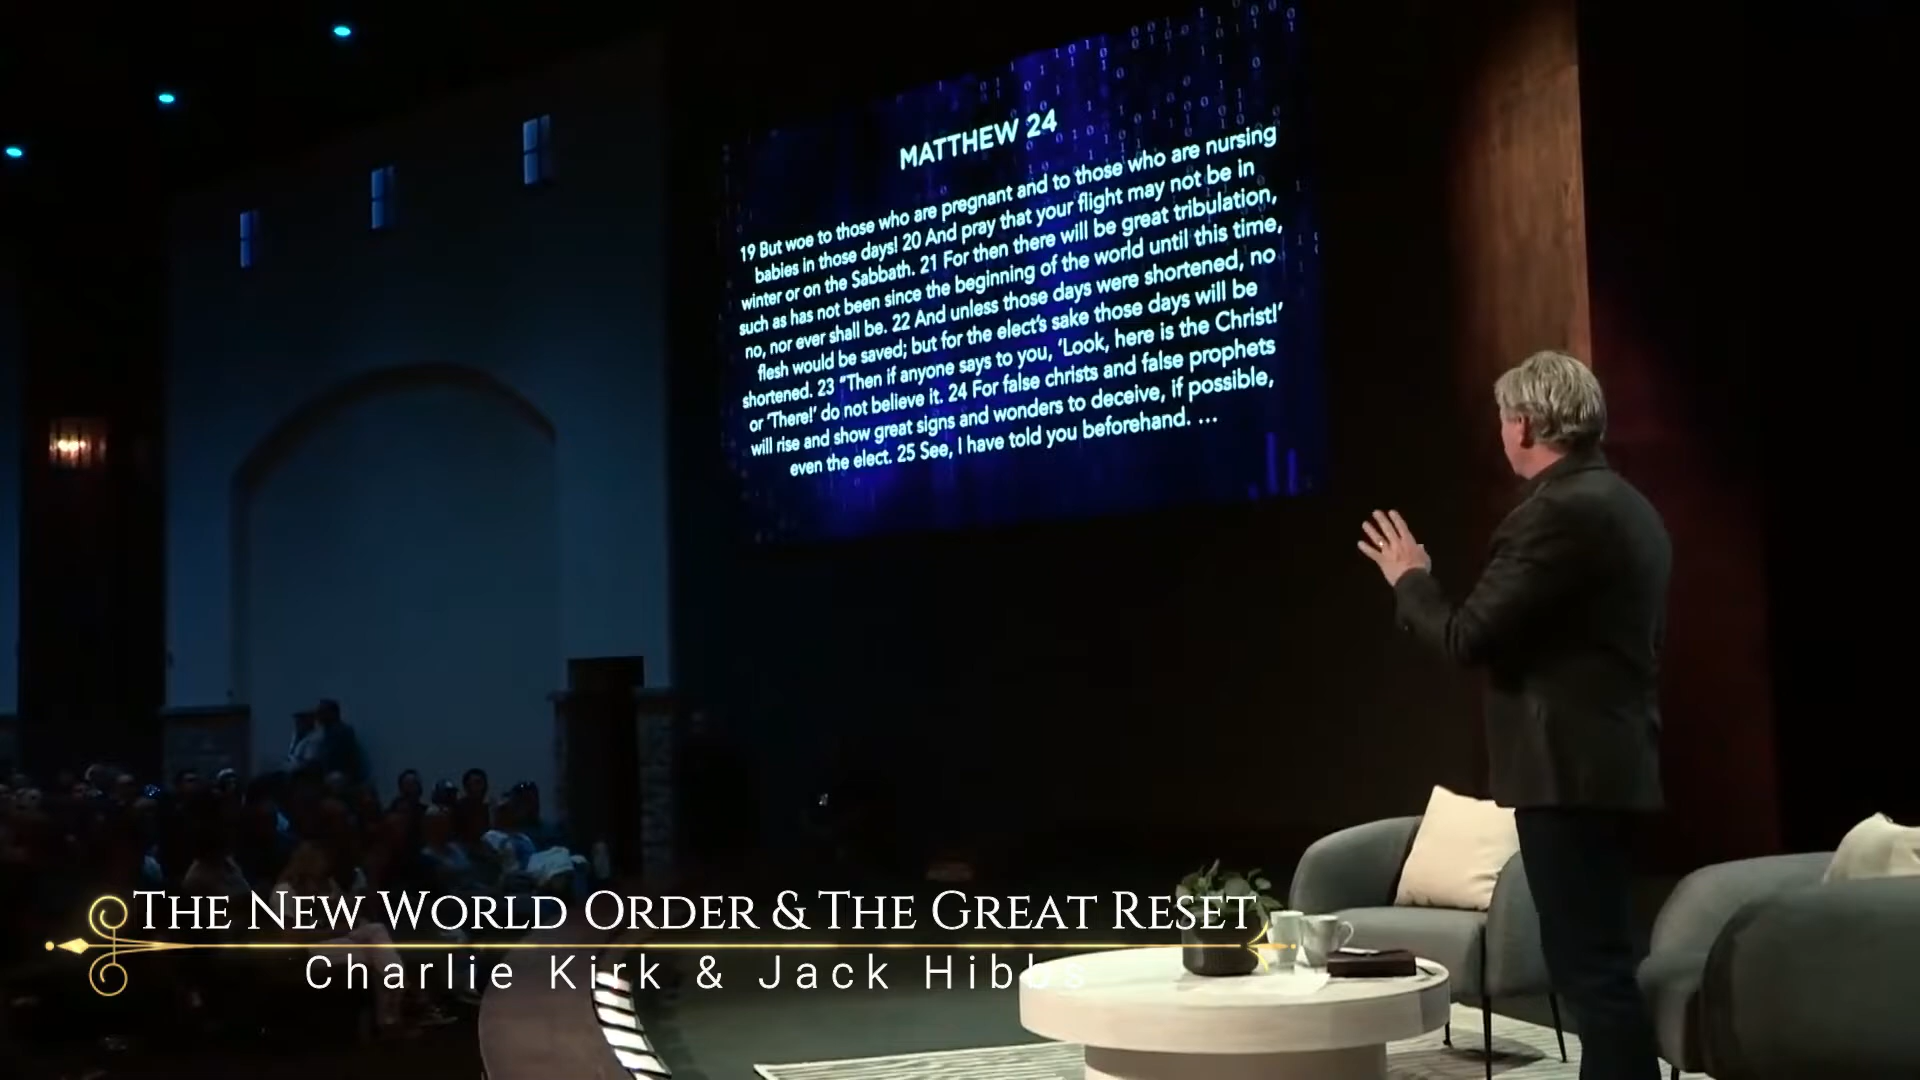 MATTHEW 24
19 But woe to those who are pregnant and to those who are nursing
babies in those days! 20 And pray that your flight may not be in
winter or on the Sabbath. 21 For then there will be great tribulation,
such as has not been since the beginning of the world until this time,
no, nor ever shall be. 22 And unless those days were shortened, no
flesh would be saved; but for the elect's sake those days will be
shortened. 23 "Then if anyone says to you, 'Look, here is the Christ!'
or 'There!' do not believe it. 24 For false christs and false prophets
will rise and show great signs and wonders to deceive, if possible,
even the elect. 25 See, I have told you beforehand. ...
THE NEW WORLD ORDER & THE GREAT RESET
Charlie Kirk & Jack Hibbs